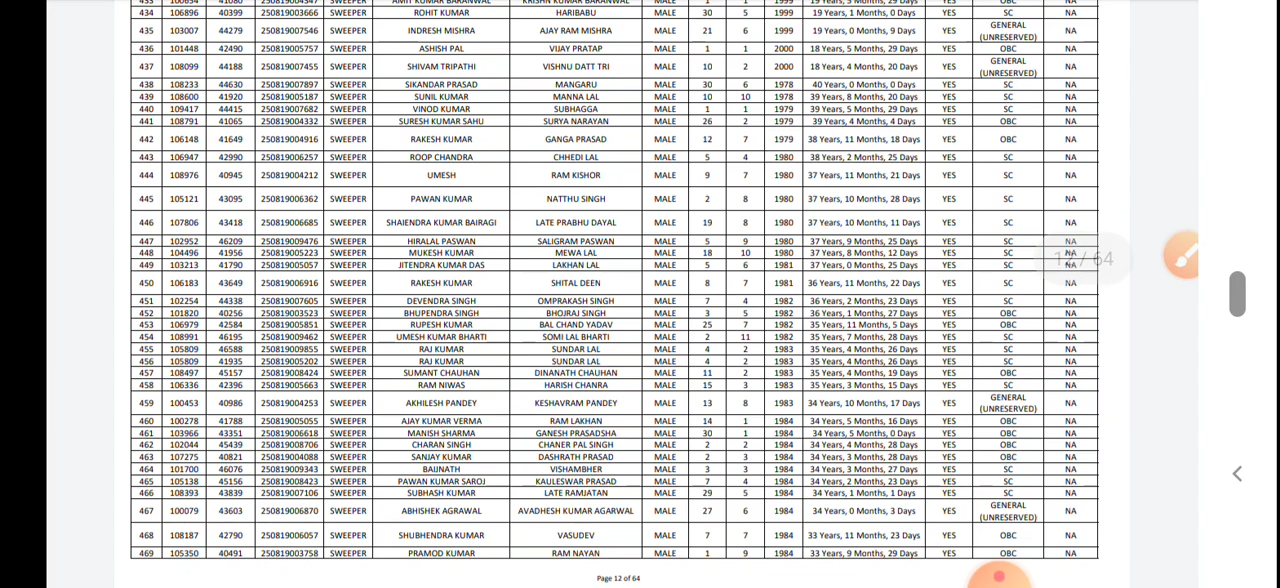 434 106896 40399 250819003666 SWEEPER ROHIT KUMAR HARIBABU MALE 30 5 1999 19 Years, 1 Months, 0 Days YES SC NA
435 103007 44279 250819007546 SWEEPER INDRESH MISHRA AJAY RAM MISHRA MALE 21 6 1999 19 Years, 0 Months, 9 Days YES GENERAL (UNRESERVED) NA
436 101448 42490 250819005757 SWEEPER ASHISH PAL VIJAY PRATAP MALE 1 1 2000 18 Years, 5 Months, 29 Days YES OBC NA
437 108099 44188 250819007455 SWEEPER SHIVAM TRIPATHI VISHNU DATT TRI MALE 10 2 2000 18 Years, 4 Months, 20 Days YES GENERAL (UNRESERVED) NA
438 108233 44630 250819007897 SWEEPER SIKANDAR PRASAD MANGARU MALE 30 6 1978 40 Years, 0 Months, 0 Days YES SC NA
439 108600 41920 250819005187 SWEEPER SUNIL KUMAR MANNA LAL MALE 10 10 1978 39 Years, 8 Months, 20 Days YES SC NA
440 109417 44415 250819007682 SWEEPER VINOD KUMAR SUBHAGGA MALE 1 1 1979 39 Years, 5 Months, 29 Days YES SC NA
441 108791 41065 250819004332 SWEEPER SURESH KUMAR SAHU SURYA NARAYAN MALE 26 2 1979 39 Years, 4 Months, 4 Days YES OBC NA
442 106148 41649 250819004916 SWEEPER RAKESH KUMAR GANGA PRASAD MALE 12 7 1979 38 Years, 11 Months, 18 Days YES OBC NA
443 106947 42990 250819006257 SWEEPER ROOP CHANDRA CHHEDI LAL MALE 5 4 1980 38 Years, 2 Months, 25 Days YES SC NA
444 108976 40945 250819004212 SWEEPER UMESH RAM KISHOR MALE 9 7 1980 37 Years, 11 Months, 21 Days YES SC NA
445 105121 43095 250819006362 SWEEPER PAWAN KUMAR NATTHU SINGH MALE 2 8 1980 37 Years, 10 Months, 28 Days YES SC NA
446 107806 43418 250819006685 SWEEPER SHAIENDRA KUMAR BAIRAGI LATE PRABHU DAYAL MALE 19 8 1980 37 Years, 10 Months, 11 Days YES SC NA
447 102952 46209 250819009476 SWEEPER HIRALAL PASWAN SALIGRAM PASWAN MALE 5 9 1980 37 Years, 9 Months, 25 Days YES SC NA
448 104496 41956 250819005223 SWEEPER MUKESH KUMAR MEWA LAL MALE 18 10 1980 37 Years, 8 Months, 12 Days YES SC NA
449 103213 41790 250819005057 SWEEPER JITENDRA KUMAR DAS LAKHAN LAL MALE 5 6 1981 37 Years, 0 Months, 25 Days YES SC NA
12 / 64
450 106183 43649 250819006916 SWEEPER RAKESH KUMAR SHITAL DEEN MALE 8 7 1981 36 Years, 11 Months, 22 Days YES SC NA
451 102254 44338 250819007605 SWEEPER DEVENDRA SINGH OMPRAKASH SINGH MALE 7 4 1982 36 Years, 2 Months, 23 Days YES SC NA
452 101820 40256 250819003523 SWEEPER BHUPENDRA SINGH BHOJRAJ SINGH MALE 3 5 1982 36 Years, 1 Months, 27 Days YES OBC NA
453 106979 42584 250819005851 SWEEPER RUPESH KUMAR BAL CHAND YADAV MALE 25 7 1982 35 Years, 11 Months, 5 Days YES OBC NA
454 108991 46195 250819009462 SWEEPER UMESH KUMAR BHARTI SOMI LAL BHARTI MALE 2 11 1982 35 Years, 7 Months, 28 Days YES SC NA
455 105809 46588 250819009855 SWEEPER RAJ KUMAR SUNDAR LAL MALE 4 2 1983 35 Years, 4 Months, 26 Days YES SC NA
456 105809 41935 250819005202 SWEEPER RAJ KUMAR SUNDAR LAL MALE 4 2 1983 35 Years, 4 Months, 26 Days YES SC NA
457 108497 45157 250819008424 SWEEPER SUMANT CHAUHAN DINANATH CHAUHAN MALE 11 2 1983 35 Years, 4 Months, 19 Days YES OBC NA
458 106336 42396 250819005663 SWEEPER RAM NIWAS HARISH CHANRA MALE 15 3 1983 35 Years, 3 Months, 15 Days YES SC NA
459 100453 40986 250819004253 SWEEPER AKHILESH PANDEY KESHAVRAM PANDEY MALE 13 8 1983 34 Years, 10 Months, 17 Days YES GENERAL (UNRESERVED) NA
460 100278 41788 250819005055 SWEEPER AJAY KUMAR VERMA RAM LAKHAN MALE 14 1 1984 34 Years, 5 Months, 16 Days YES OBC NA
461 103966 43351 250819006618 SWEEPER MANISH SHARMA GANESH PRASADSHA MALE 30 1 1984 34 Years, 5 Months, 0 Days YES OBC NA
462 102044 45439 250819008706 SWEEPER CHARAN SINGH CHANER PAL SINGH MALE 2 2 1984 34 Years, 4 Months, 28 Days YES OBC NA
463 107275 40821 250819004088 SWEEPER SANJAY KUMAR DASHRATH PRASAD MALE 2 3 1984 34 Years, 3 Months, 28 Days YES OBC NA
464 101700 46076 250819009343 SWEEPER BAIJNATH VISHAMBHER MALE 3 3 1984 34 Years, 3 Months, 27 Days YES SC NA
465 105138 45156 250819008423 SWEEPER PAWAN KUMAR SAROJ KAULESWAR PRASAD MALE 7 4 1984 34 Years, 2 Months, 23 Days YES SC NA
466 108393 43839 250819007106 SWEEPER SUBHASH KUMAR LATE RAMJATAN MALE 29 5 1984 34 Years, 1 Months, 1 Days YES SC NA
467 100079 43603 250819006870 SWEEPER ABHISHEK AGRAWAL AVADHESH KUMAR AGARWAL MALE 27 6 1984 34 Years, 0 Months, 3 Days YES GENERAL (UNRESERVED) NA
468 108187 42790 250819006057 SWEEPER SHUBHENDRA KUMAR VASUDEV MALE 7 7 1984 33 Years, 11 Months, 23 Days YES OBC NA
469 105350 40491 250819003758 SWEEPER PRAMOD KUMAR RAM NAYAN MALE 1 9 1984 33 Years, 9 Months, 29 Days YES OBC NA
Page 12 of 64